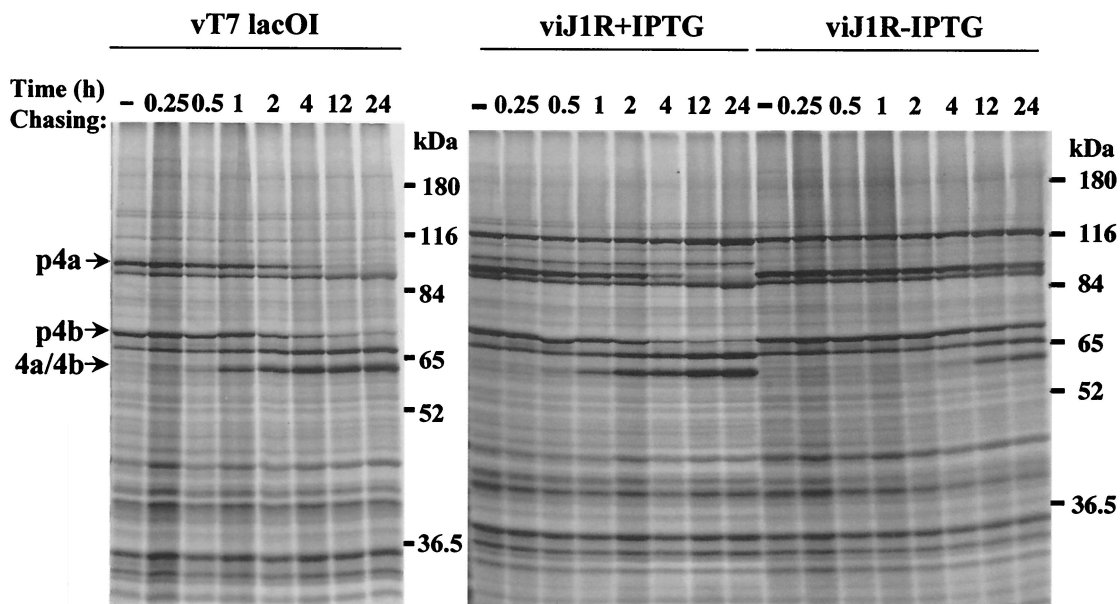 vT7 lacOI viJ1R+IPTG viJ1R-IPTG
Time (h)
Chasing:
– 0.25 0.5 1 2 4 12 24 – 0.25 0.5 1 2 4 12 24 – 0.25 0.5 1 2 4 12 24
kDa kDa
180 180
116 116
p4a
84 84
p4b
65 65
4a/4b
52 52
36.5 36.5